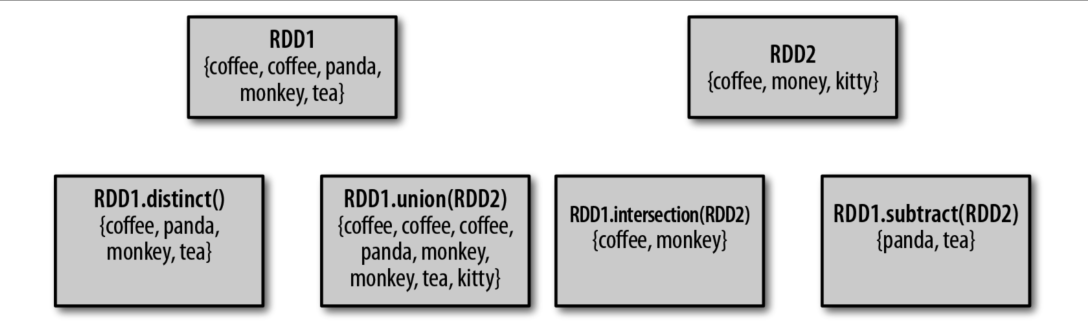 RDD1
{coffee, coffee, panda,
monkey, tea}
RDD2
{coffee, money, kitty}
RDD1.distinct()
{coffee, panda,
monkey, tea}
RDD1.union(RDD2)
{coffee, coffee, coffee,
panda, monkey,
monkey, tea, kitty}
RDD1.intersection(RDD2)
{coffee, monkey}
RDD1.subtract(RDD2)
{panda, tea}